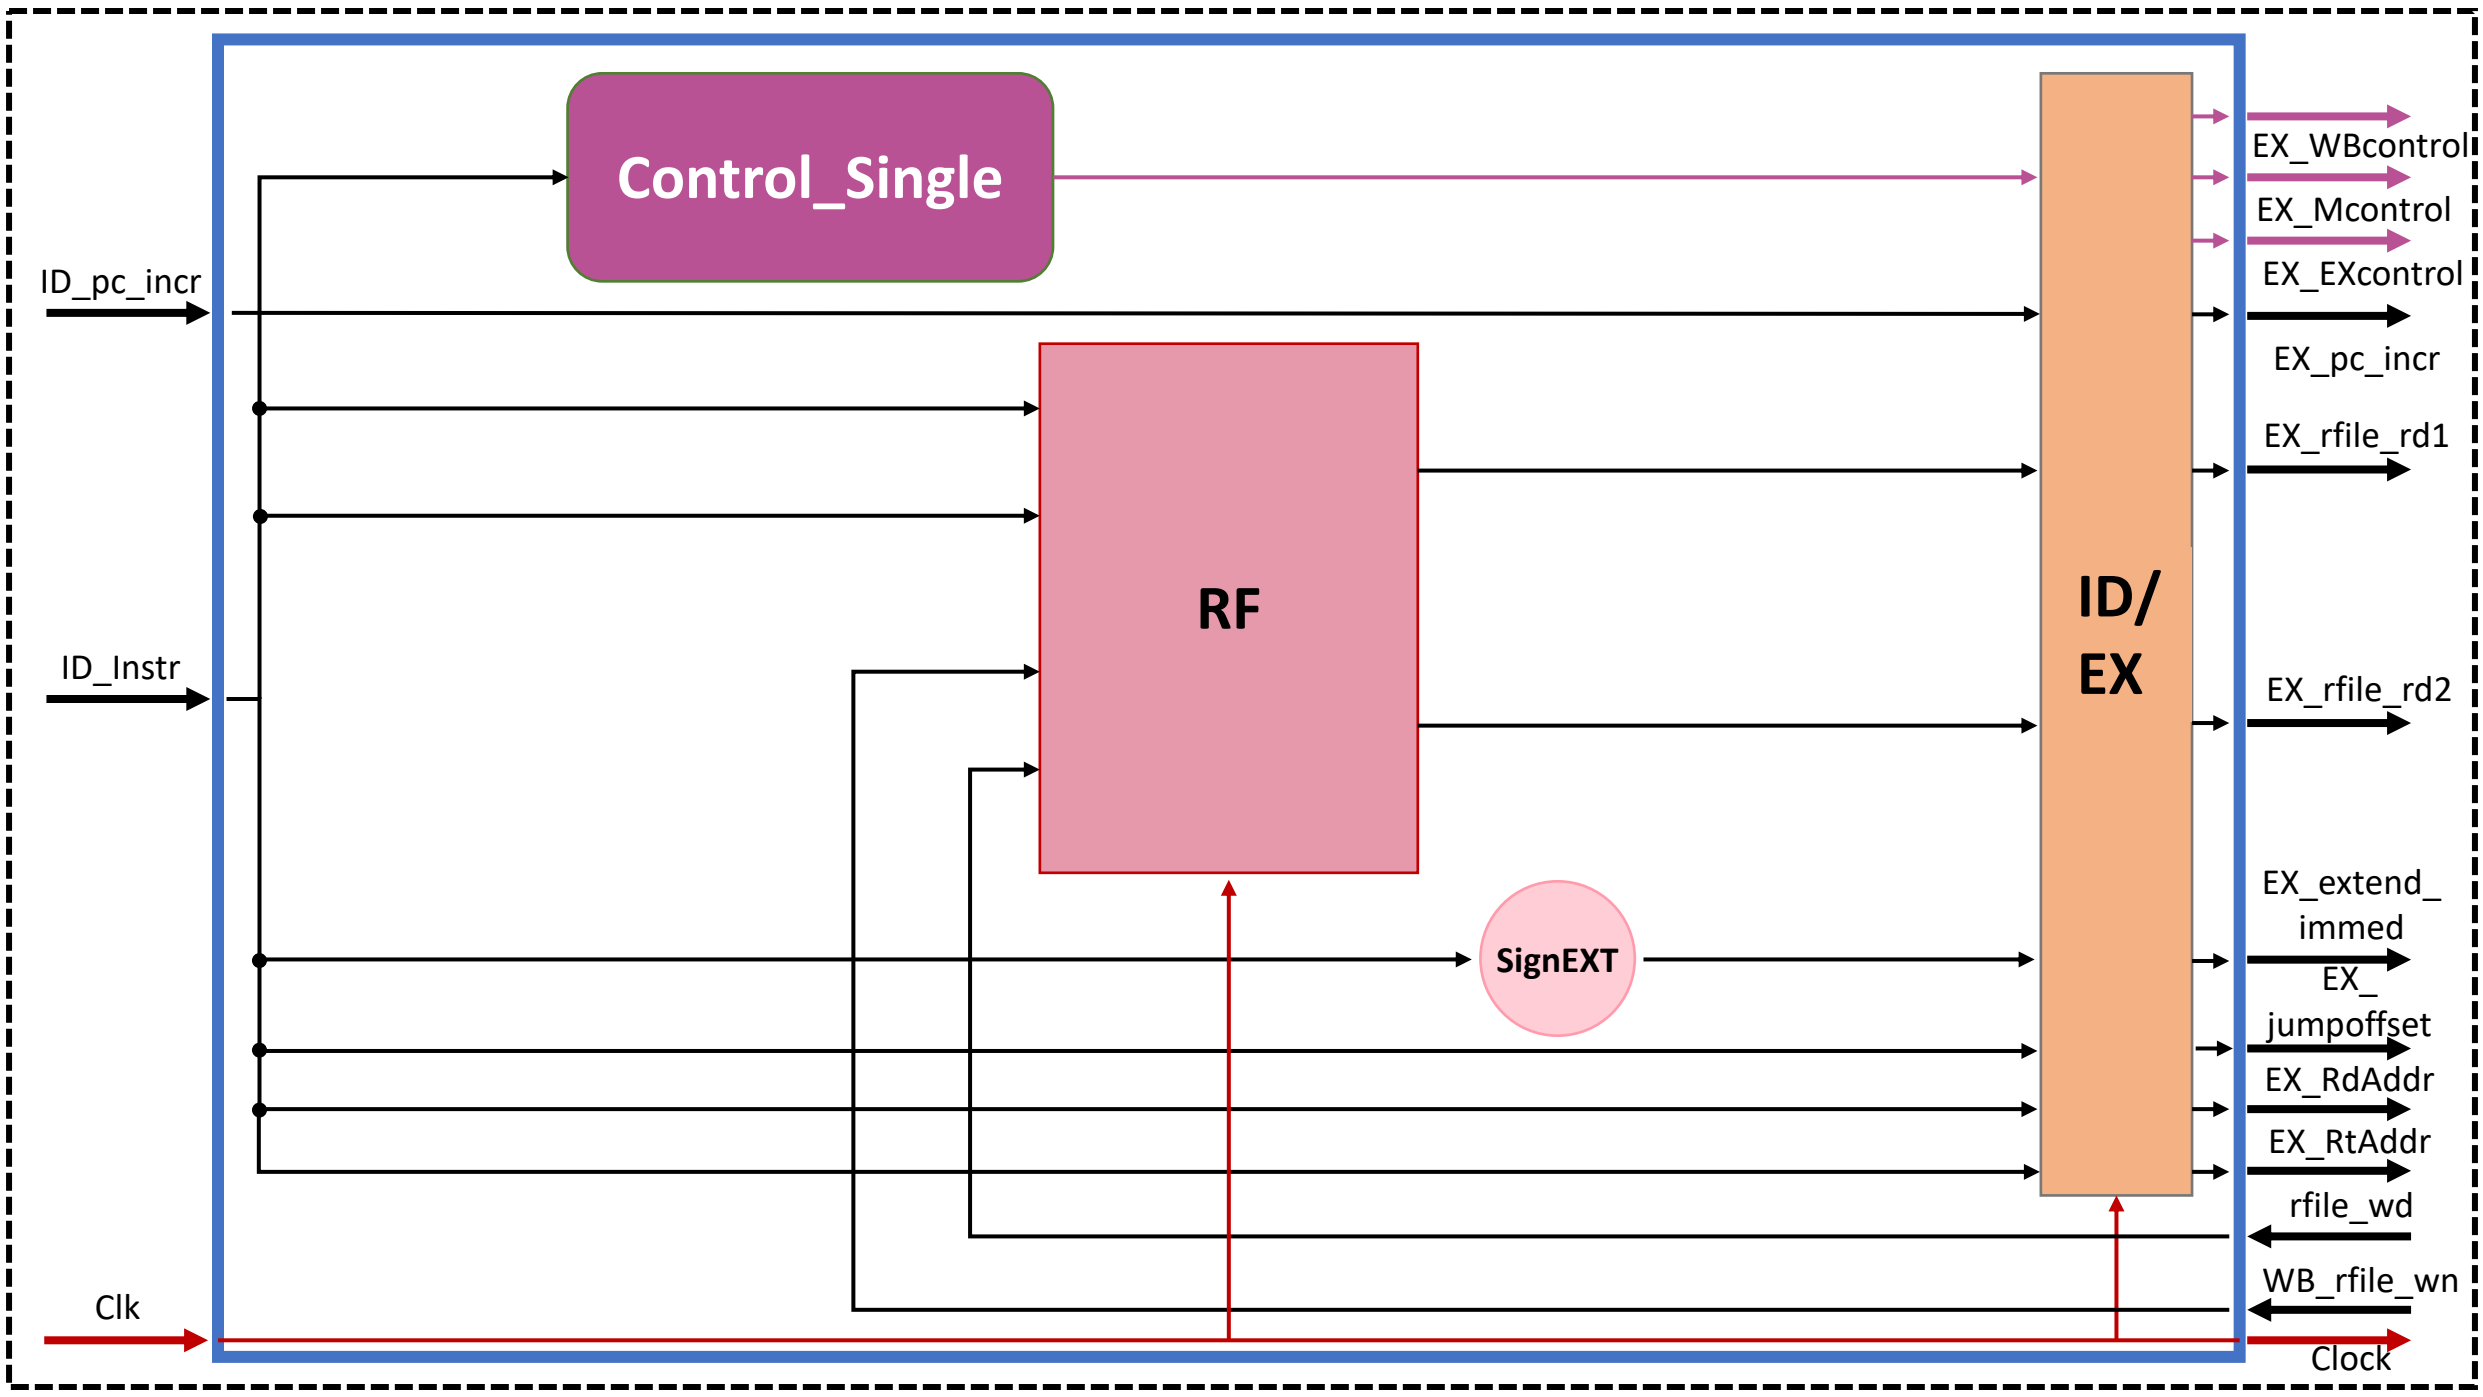 Control_Single
EX_WBcontrol
EX_Mcontrol
EX_EXcontrol
ID_pc_incr
EX_pc_incr
EX_rfile_rd1
RF
ID/
EX
ID_Instr
EX_rfile_rd2
SignEXT
EX_extend_
immed
EX_
jumpoffset
EX_RdAddr
EX_RtAddr
rfile_wd
WB_rfile_wn
Clk
Clock